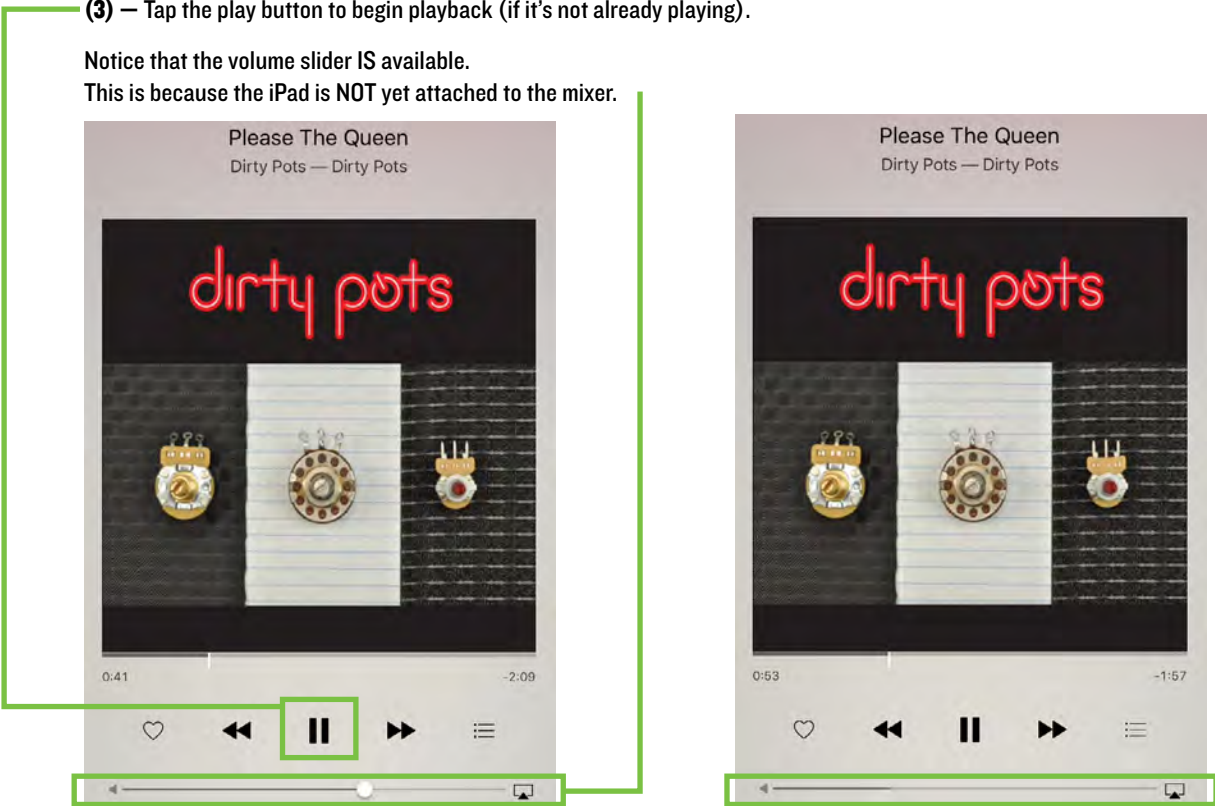 (3) — Tap the play button to begin playback (if it's not already playing).
Notice that the volume slider IS available.
This is because the iPad is NOT yet attached to the mixer.
Please The Queen
Dirty Pots — Dirty Pots
dirty pots
0:41
-2:09
Please The Queen
Dirty Pots — Dirty Pots
dirty pots
0:53
-1:57